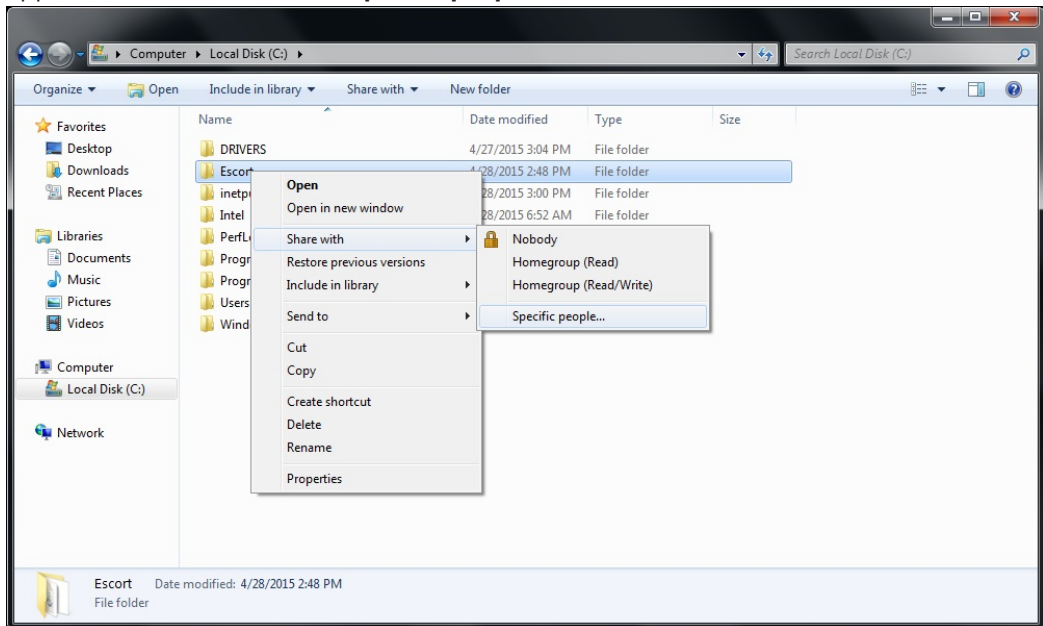 Computer ▸ Local Disk (C:) ▸
Search Local Disk (C:)
Organize Open Include in library Share with New folder
Name Date modified Type Size
Favorites
Desktop
Downloads
Recent Places
Libraries
Documents
Music
Pictures
Videos
Computer
Local Disk (C:)
Network
DRIVERS 4/27/2015 3:04 PM File folder
Escort 4/28/2015 2:48 PM File folder
28/2015 3:00 PM File folder
Intel 28/2015 6:52 AM File folder
Users
Open
Open in new window
Share with
Restore previous versions
Include in library
Send to
Cut
Copy
Create shortcut
Delete
Rename
Properties
Nobody
Homegroup (Read)
Homegroup (Read/Write)
Specific people...
Escort Date modified: 4/28/2015 2:48 PM
File folder